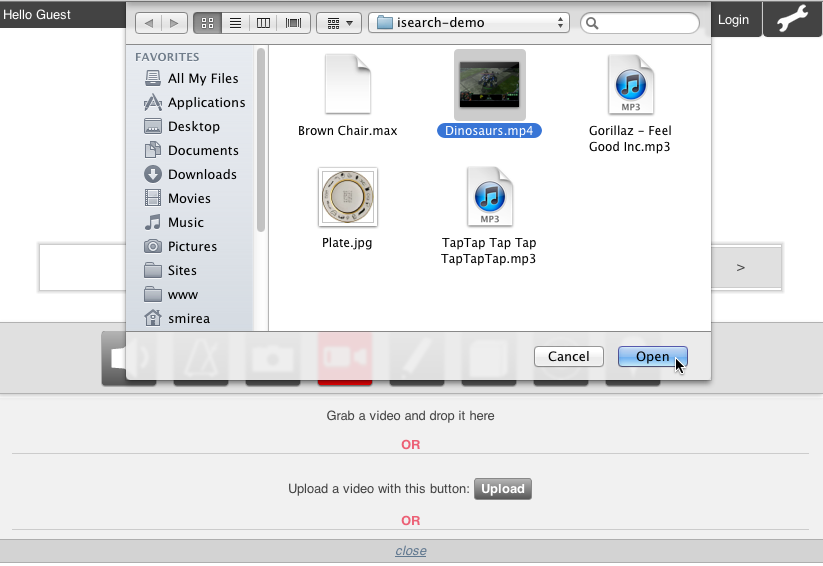 Hello Guest
isearch-demo
Login
FAVORITES
All My Files
Applications
Desktop
Documents
Downloads
Movies
Music
Pictures
Sites
www
smirea
Brown Chair.max
Dinosaurs.mp4
MP3
Gorillaz – Feel
Good Inc.mp3
Plate.jpg
MP3
TapTap Tap Tap
TapTapTap.mp3
>
Cancel
Open
Grab a video and drop it here
OR
Upload a video with this button: Upload
OR
close